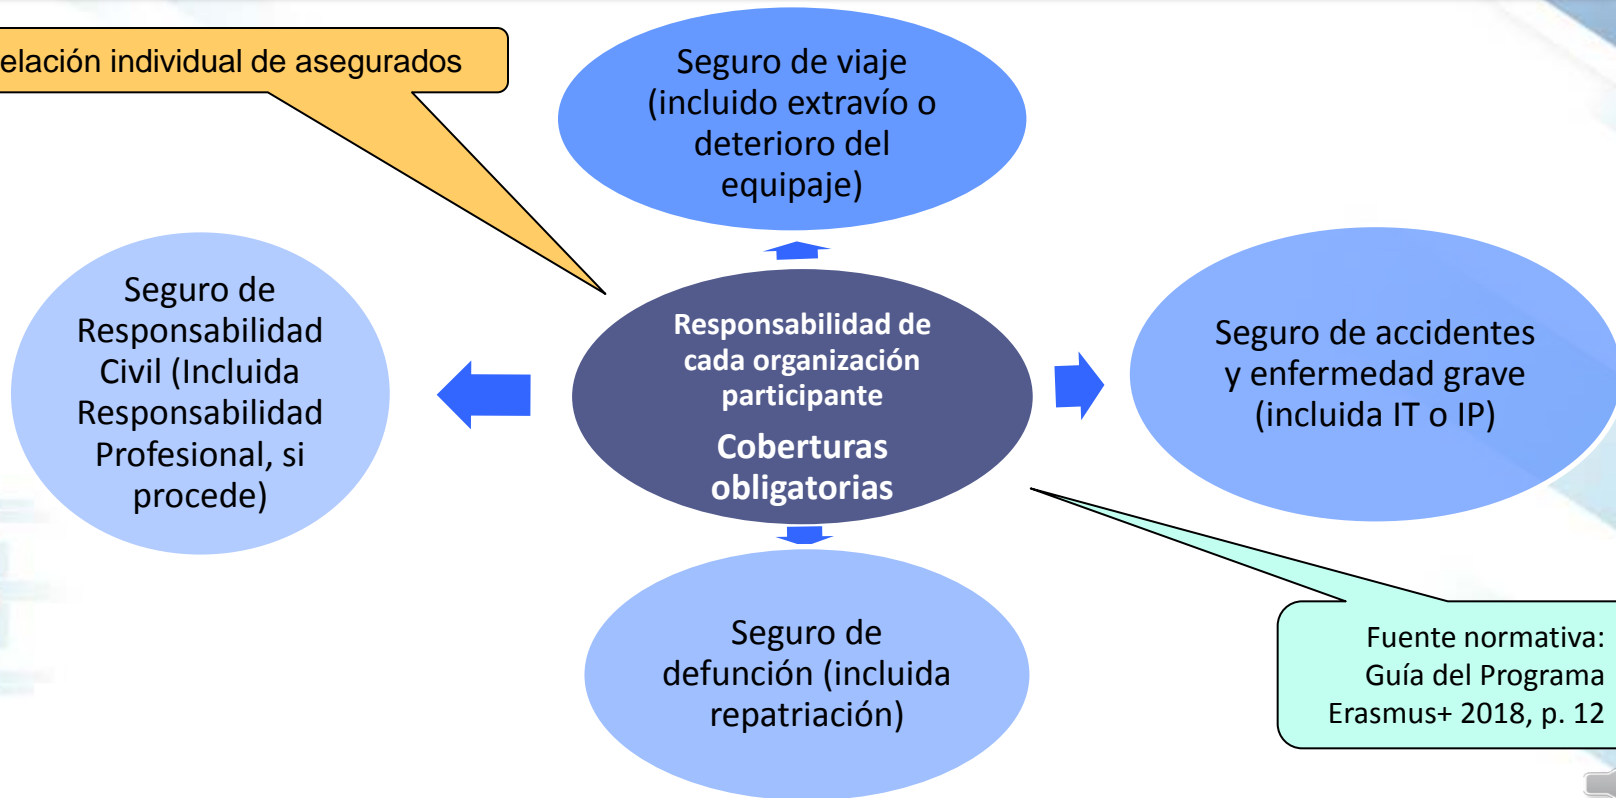 elación individual de asegurados
Seguro de viaje
(incluido extravío o
deterioro del
equipaje)
Seguro de
Responsabilidad
Civil (Incluida
Responsabilidad
Profesional, si
procede)
Responsabilidad de
cada organización
participante
Coberturas
obligatorias
Seguro de accidentes
y enfermedad grave
(incluida IT o IP)
Seguro de
defunción (incluida
repatriación)
Fuente normativa:
Guía del Programa
Erasmus+ 2018, p. 12